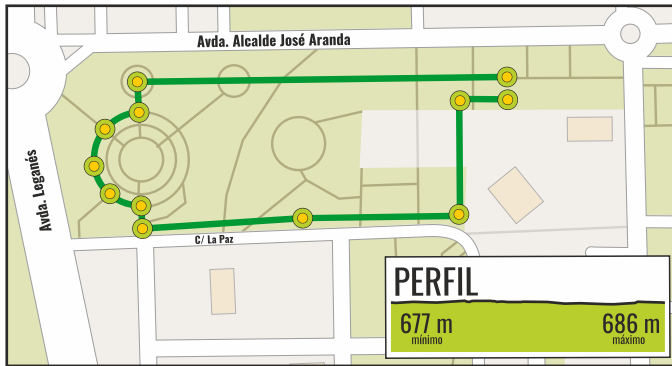 Avda. Alcalde José Aranda
Avda. Leganés
C/ La Paz
PERFIL
677 m
mínimo
686 m
máximo